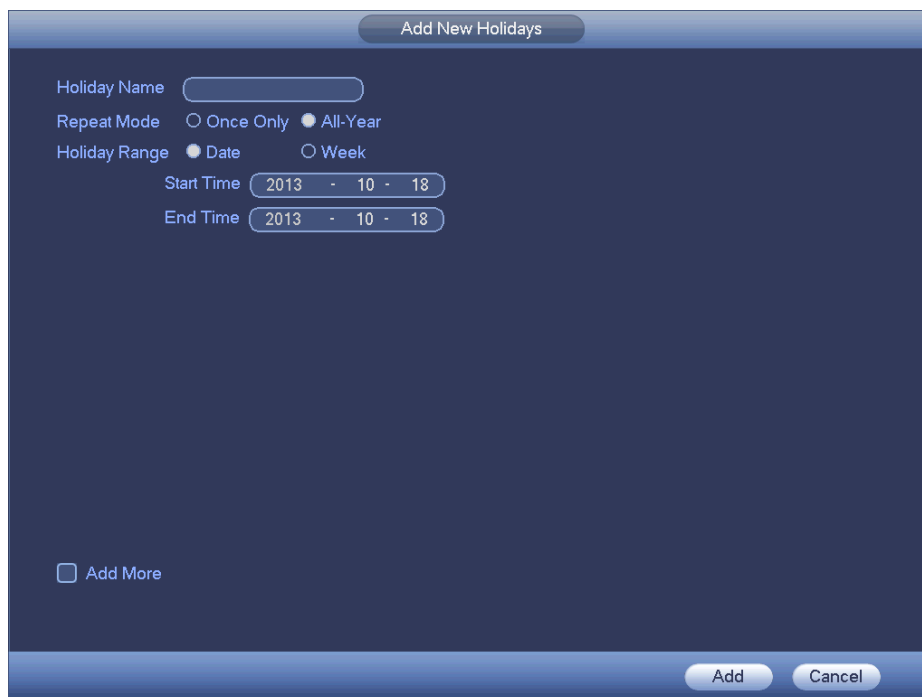 Add New Holidays
Holiday Name
Repeat Mode Once Only All-Year
Holiday Range Date Week
Start Time 2013 - 10 - 18
End Time 2013 - 10 - 18
Add More
Add Cancel